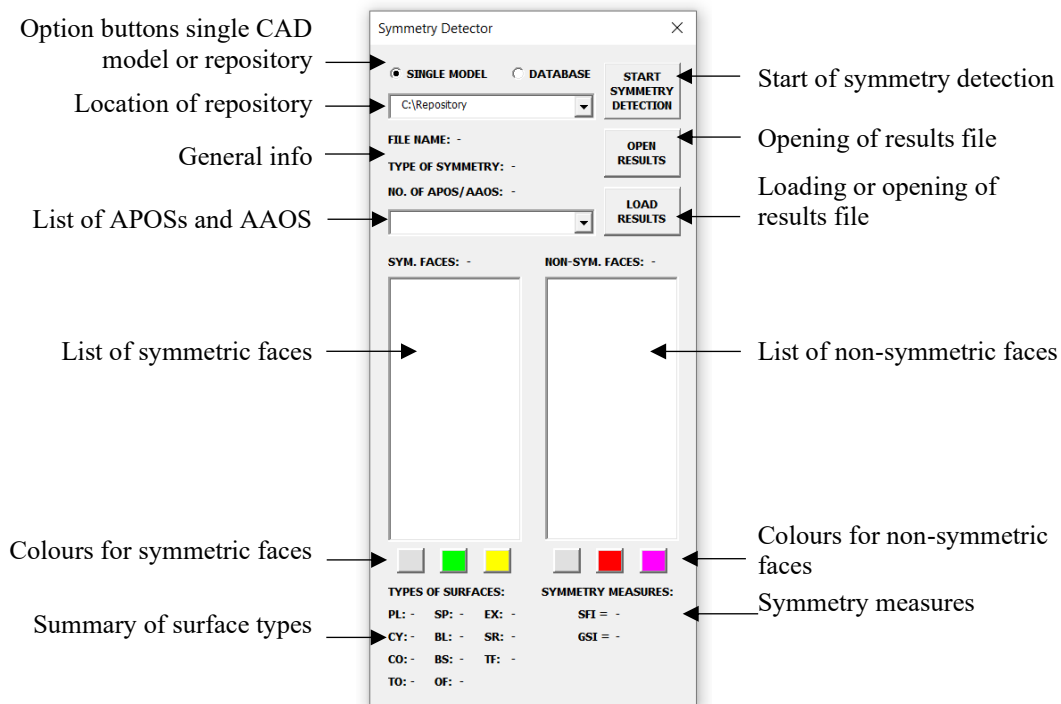 Option buttons single CAD
model or repository
Location of repository
General info
List of APOSs and AAOS
List of symmetric faces
Colours for symmetric faces
Summary of surface types
Symmetry Detector
SINGLE MODEL DATABASE
C:\Repository
START
SYMMETRY
DETECTION
FILE NAME: -
TYPE OF SYMMETRY: -
OPEN
RESULTS
NO. OF APOS/AAOS: -
LOAD
RESULTS
SYM. FACES: - NON-SYM. FACES: -
TYPES OF SURFACES: SYMMETRY MEASURES:
PL: - SP: - EX: - SFI = -
CY: - BL: - SR: - GSI = -
CO: - BS: - TF: -
TO: - OF: -
Start of symmetry detection
Opening of results file
Loading or opening of
results file
List of non-symmetric faces
Colours for non-symmetric
faces
Symmetry measures